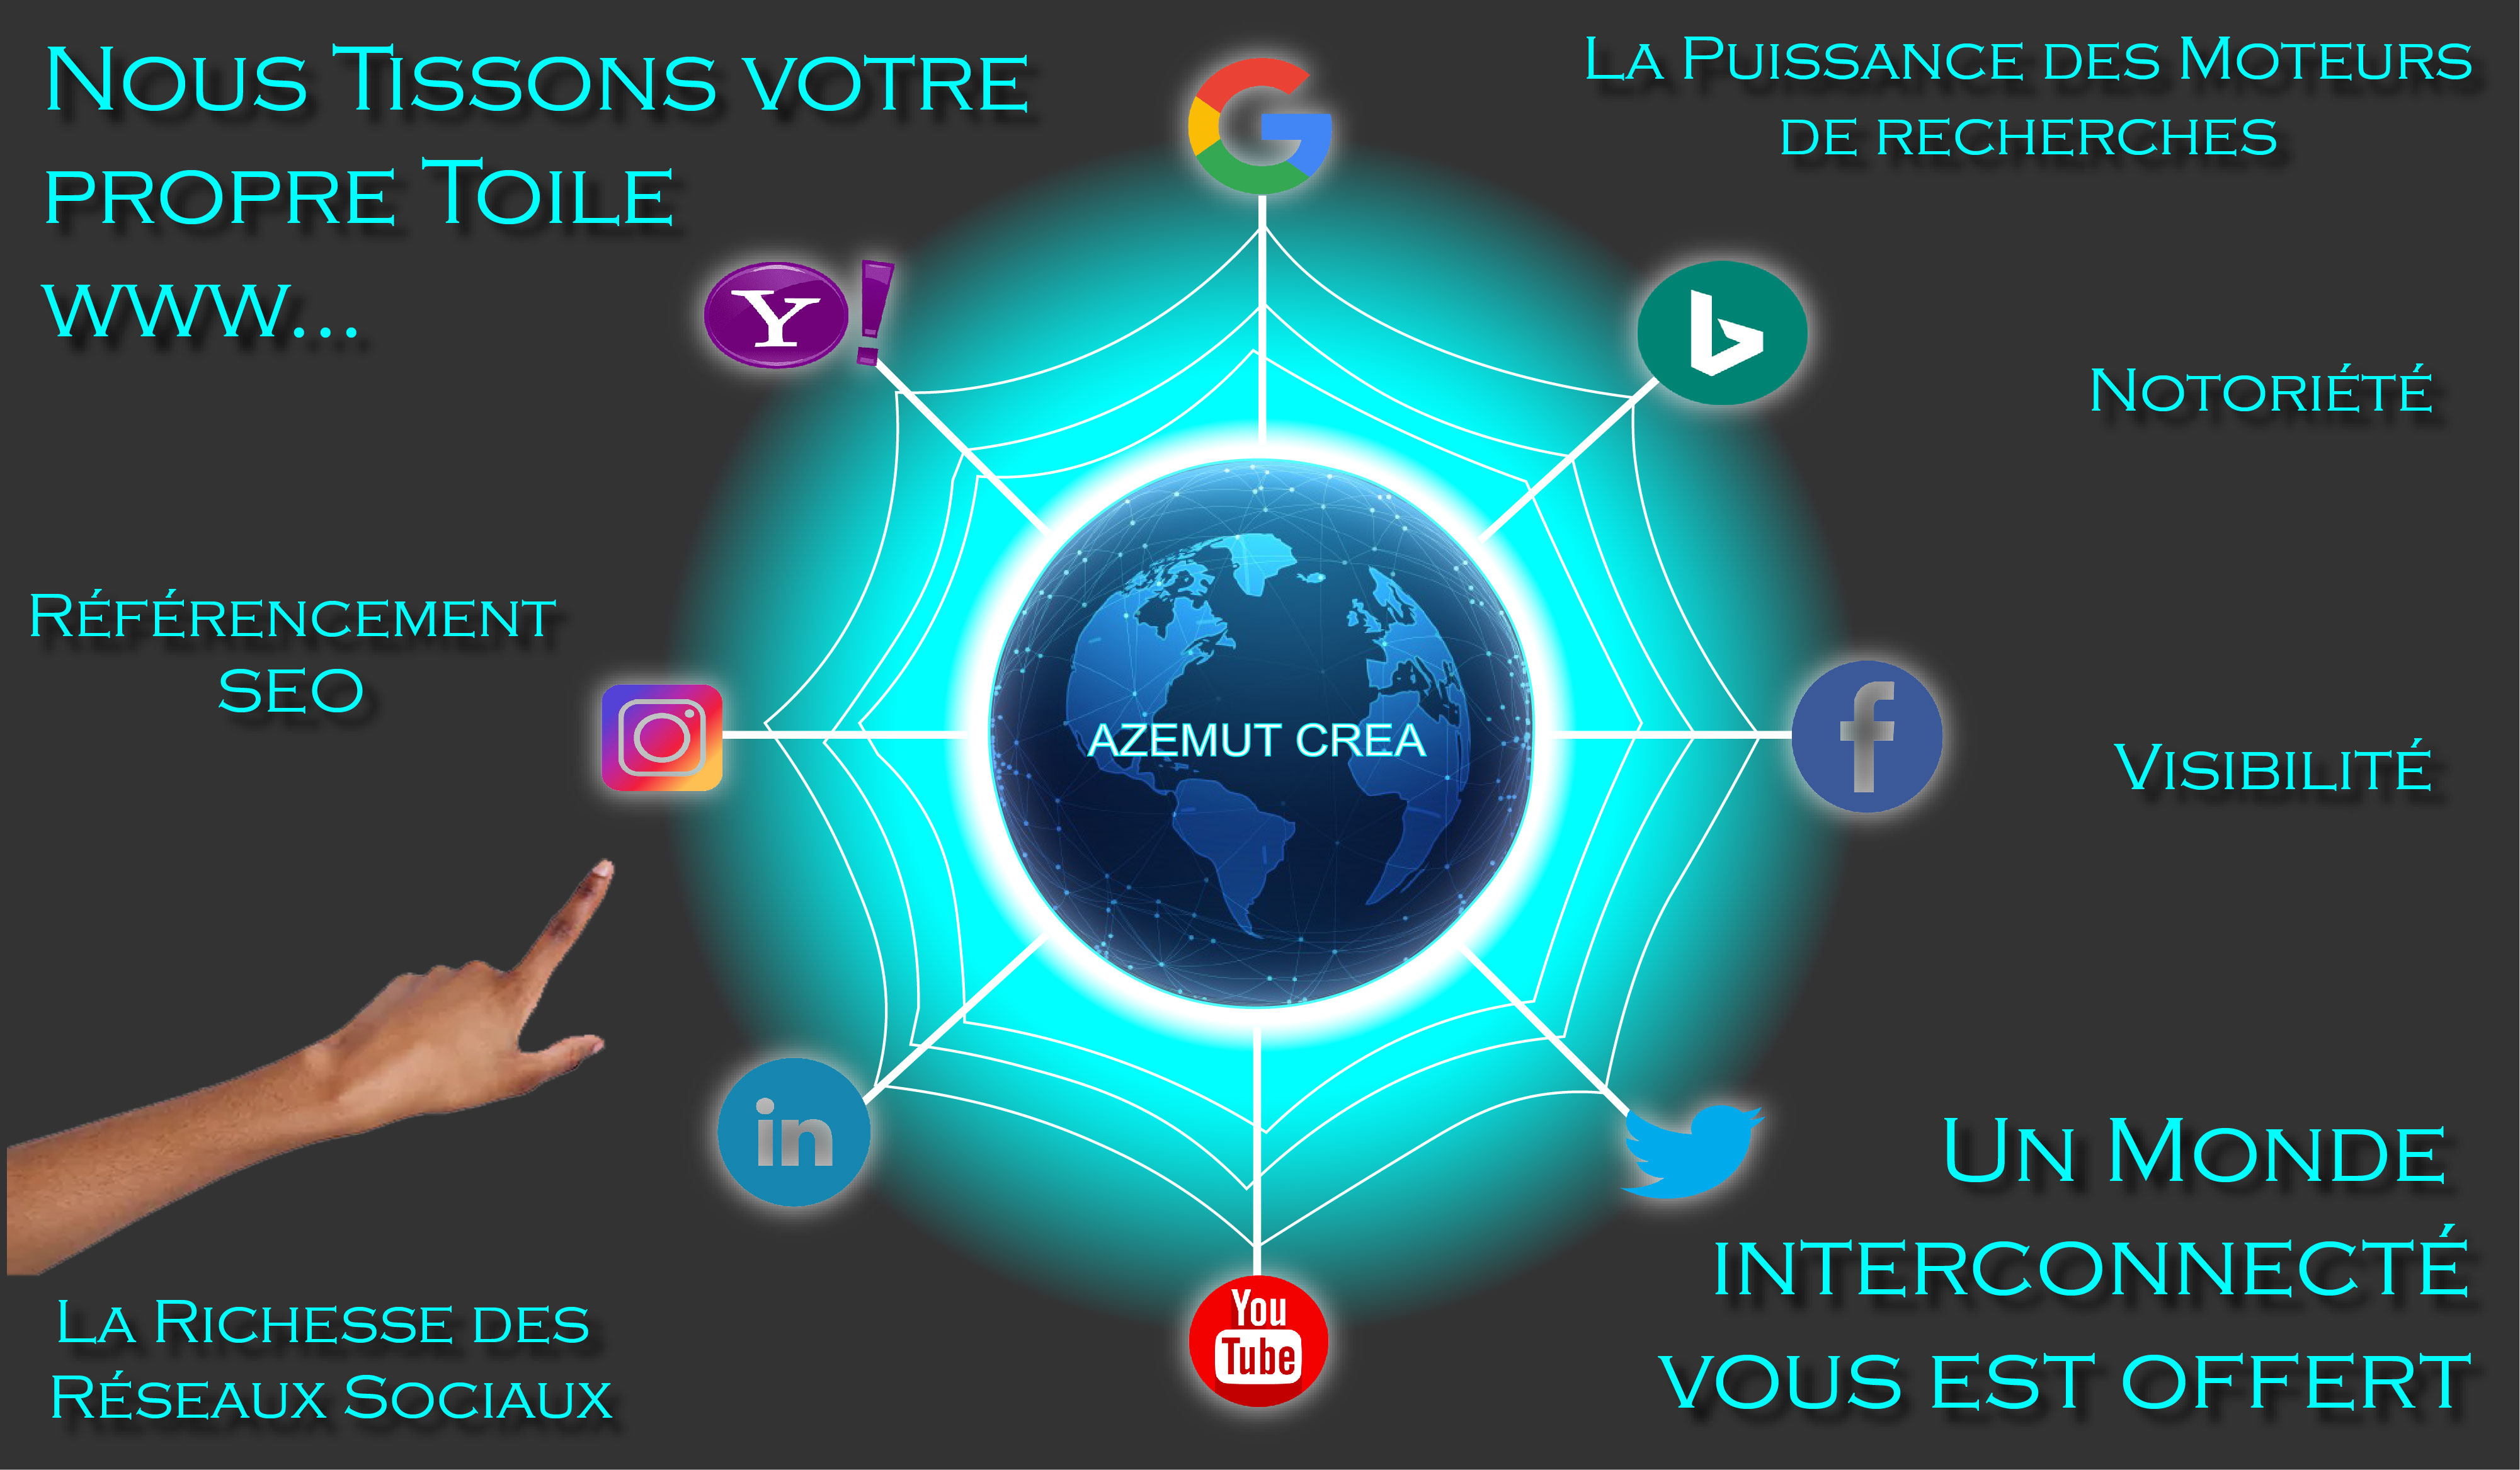 Nous Tissons votre
propre Toile
www...
La Puissance des Moteurs
de recherches
Notoriété
Référencement
SEO
Visibilité
AZEMUT CREA
La Richesse des
Réseaux Sociaux
Un Monde
interconnecté
vous est offert
Y!
in
You
Tube